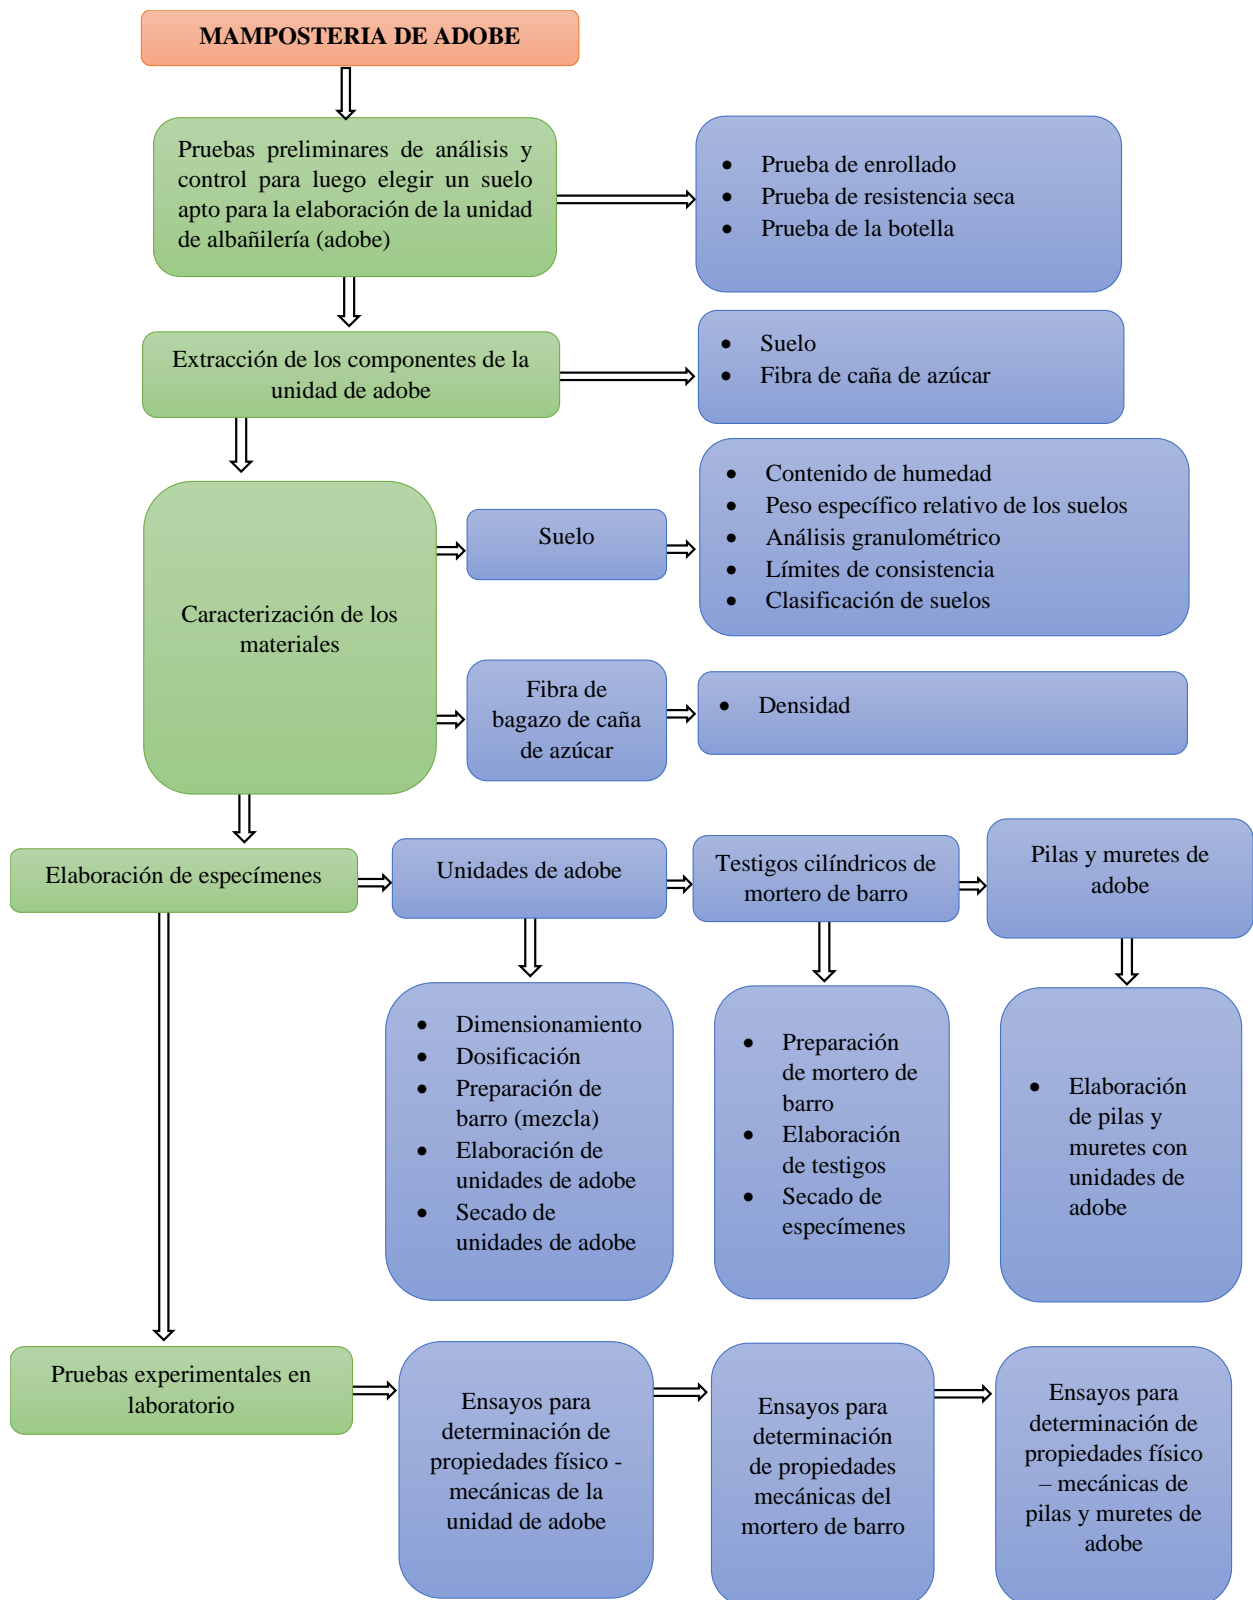 MAMPOSTERIA DE ADOBE
Pruebas preliminares de análisis y
control para luego elegir un suelo
apto para la elaboración de la unidad
de albañilería (adobe)
• Prueba de enrollado
• Prueba de resistencia seca
• Prueba de la botella
Extracción de los componentes de la
unidad de adobe
• Suelo
• Fibra de caña de azúcar
Caracterización de los
materiales
Suelo
• Contenido de humedad
• Peso específico relativo de los suelos
• Análisis granulométrico
• Límites de consistencia
• Clasificación de suelos
Fibra de
bagazo de caña
de azúcar
• Densidad
Elaboración de especímenes
Unidades de adobe
Testigos cilíndricos de
mortero de barro
Pilas y muretes de
adobe
• Dimensionamiento
• Dosificación
• Preparación de
barro (mezcla)
• Elaboración de
unidades de adobe
• Secado de
unidades de adobe
• Preparación
de mortero de
barro
• Elaboración
de testigos
• Secado de
especímenes
• Elaboración
de pilas y
muretes con
unidades de
adobe
Pruebas experimentales en
laboratorio
Ensayos para
determinación de
propiedades físico -
mecánicas de la
unidad de adobe
Ensayos para
determinación
de propiedades
mecánicas del
mortero de barro
Ensayos para
determinación de
propiedades físico
– mecánicas de
pilas y muretes de
adobe